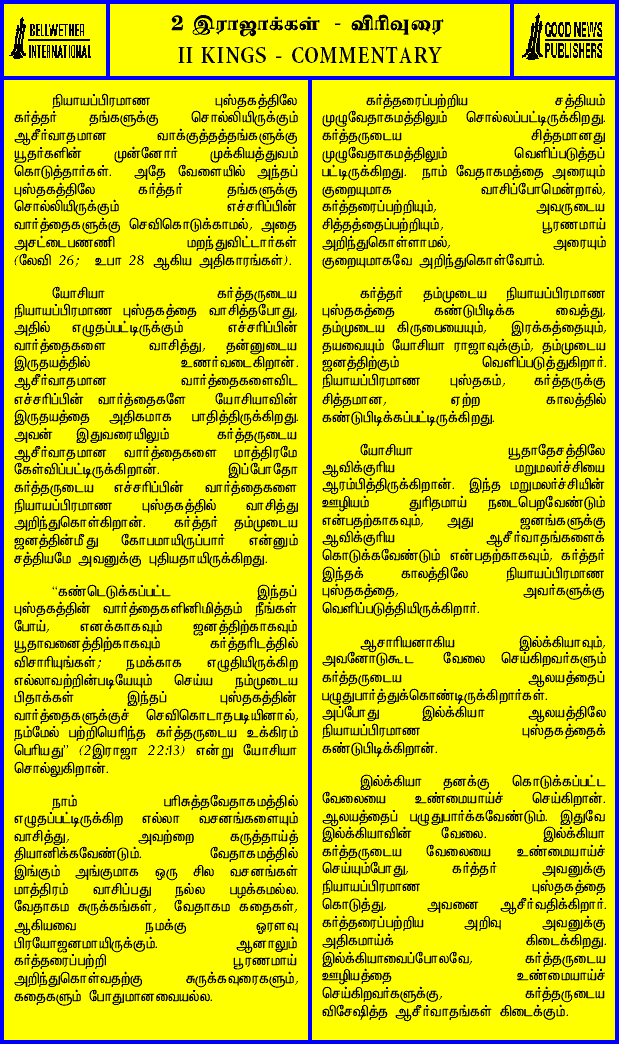 BELLWETHER
INTERNATIONAL
2 இராஜாக்கள் - விரிவுரை
II KINGS - COMMENTARY
GOOD NEWS
PUBLISHERS
நியாயப்பிரமாண புஸ்தகத்திலே
கர்த்தர் தங்களுக்கு சொல்லியிருக்கும்
ஆசீர்வாதமான வாக்குத்தத்தங்களுக்கு
யூதர்களின் முன்னோர் முக்கியத்துவம்
கொடுத்தார்கள். அதே வேளையில் அந்தப்
புஸ்தகத்திலே கர்த்தர் தங்களுக்கு
சொல்லியிருக்கும் எச்சரிப்பின்
வார்த்தைகளுக்கு செவிகொடுக்காமல், அதை
அசட்டைபண்ணி மறந்துவிட்டார்கள்
(லேவி 26; உபா 28 ஆகிய அதிகாரங்கள்).
யோசியா கர்த்தருடைய
நியாயப்பிரமாண புஸ்தகத்தை வாசித்தபோது,
அதில் எழுதப்பட்டிருக்கும் எச்சரிப்பின்
வார்த்தைகளை வாசித்து, தன்னுடைய
இருதயத்தில் உணர்வடைகிறான்.
ஆசீர்வாதமான வார்த்தைகளைவிட
எச்சரிப்பின் வார்த்தைகளே யோசியாவின்
இருதயத்தை அதிகமாக பாதித்திருக்கிறது.
அவன் இதுவரையிலும் கர்த்தருடைய
ஆசீர்வாதமான வார்த்தைகளை மாத்திரமே
கேள்விப்பட்டிருக்கிறான். இப்போதோ
கர்த்தருடைய எச்சரிப்பின் வார்த்தைகளை
நியாயப்பிரமாண புஸ்தகத்தில் வாசித்து
அறிந்துகொள்கிறான். கர்த்தர் தம்முடைய
ஜனத்தின்மீது கோபமாயிருப்பார் என்னும்
சத்தியமே அவனுக்கு புதியதாயிருக்கிறது.
"கண்டெடுக்கப்பட்ட இந்தப்
புஸ்தகத்தின் வார்த்தைகளினிமித்தம் நீங்கள்
போய், எனக்காகவும் ஜனத்திற்காகவும்
யூதாவனைத்திற்காகவும் கர்த்தரிடத்தில்
விசாரியுங்கள்; நமக்காக எழுதியிருக்கிற
எல்லாவற்றின்படியேயும் செய்ய நம்முடைய
பிதாக்கள் இந்தப் புஸ்தகத்தின்
வார்த்தைகளுக்குச் செவிகொடாதபடியினால்,
நம்மேல் பற்றியெரிந்த கர்த்தருடைய உக்கிரம்
பெரியது" (2இராஜா 22:13) என்று யோசியா
சொல்லுகிறான்.
நாம் பரிசுத்தவேதாகமத்தில்
எழுதப்பட்டிருக்கிற எல்லா வசனங்களையும்
வாசித்து, அவற்றை கருத்தாய்த்
தியானிக்கவேண்டும். வேதாகமத்தில்
இங்கும் அங்குமாக ஒரு சில வசனங்கள்
மாத்திரம் வாசிப்பது நல்ல பழக்கமல்ல.
வேதாகம சுருக்கங்கள், வேதாகம கதைகள்,
ஆகியவை நமக்கு ஓரளவு
பிரயோஜனமாயிருக்கும். ஆனாலும்
கர்த்தரைப்பற்றி பூரணமாய்
அறிந்துகொள்வதற்கு சுருக்கவுரைகளும்,
கதைகளும் போதுமானவையல்ல.
கர்த்தரைப்பற்றிய சத்தியம்
முழுவேதாகமத்திலும் சொல்லப்பட்டிருக்கிறது.
கர்த்தருடைய சித்தமானது
முழுவேதாகமத்திலும் வெளிப்படுத்தப்
பட்டிருக்கிறது. நாம் வேதாகமத்தை அரையும்
குறையுமாக வாசிப்போமென்றால்,
கர்த்தரைப்பற்றியும், அவருடைய
சித்தத்தைப்பற்றியும், பூரணமாய்
அறிந்துகொள்ளாமல், அரையும்
குறையுமாகவே அறிந்துகொள்வோம்.
கர்த்தர் தம்முடைய நியாயப்பிரமாண
புஸ்தகத்தை கண்டுபிடிக்க வைத்து,
தம்முடைய கிருபையையும், இரக்கத்தையும்,
தயவையும் யோசியா ராஜாவுக்கும், தம்முடைய
ஜனத்திற்கும் வெளிப்படுத்துகிறார்.
நியாயப்பிரமாண புஸ்தகம், கர்த்தருக்கு
சித்தமான, ஏற்ற காலத்தில்
கண்டுபிடிக்கப்பட்டிருக்கிறது.
யோசியா யூதாதேசத்திலே
ஆவிக்குரிய மறுமலர்ச்சியை
ஆரம்பித்திருக்கிறான். இந்த மறுமலர்ச்சியின்
ஊழியம் துரிதமாய் நடைபெறவேண்டும்
என்பதற்காகவும், அது ஜனங்களுக்கு
ஆவிக்குரிய ஆசீர்வாதங்களைக்
கொடுக்கவேண்டும் என்பதற்காகவும், கர்த்தர்
இந்தக் காலத்திலே நியாயப்பிரமாண
புஸ்தகத்தை, அவர்களுக்கு
வெளிப்படுத்தியிருக்கிறார்.
ஆசாரியனாகிய இல்க்கியாவும்,
அவனோடுகூட வேலை செய்கிறவர்களும்
கர்த்தருடைய ஆலயத்தைப்
பழுதுபார்த்துக்கொண்டிருக்கிறார்கள்.
அப்போது இல்க்கியா ஆலயத்திலே
நியாயப்பிரமாண புஸ்தகத்தைக்
கண்டுபிடிக்கிறான்.
இல்க்கியா தனக்கு கொடுக்கப்பட்ட
வேலையை உண்மையாய்ச் செய்கிறான்.
ஆலயத்தைப் பழுதுபார்க்கவேண்டும். இதுவே
இல்க்கியாவின் வேலை. இல்க்கியா
கர்த்தருடைய வேலையை உண்மையாய்ச்
செய்யும்போது, கர்த்தர் அவனுக்கு
நியாயப்பிரமாண புஸ்தகத்தை
கொடுத்து, அவனை ஆசீர்வதிக்கிறார்.
கர்த்தரைப்பற்றிய அறிவு அவனுக்கு
அதிகமாய்க் கிடைக்கிறது.
இல்க்கியாவைப்போலவே, கர்த்தருடைய
ஊழியத்தை உண்மையாய்ச்
செய்கிறவர்களுக்கு, கர்த்தருடைய
விசேஷித்த ஆசீர்வாதங்கள் கிடைக்கும்.